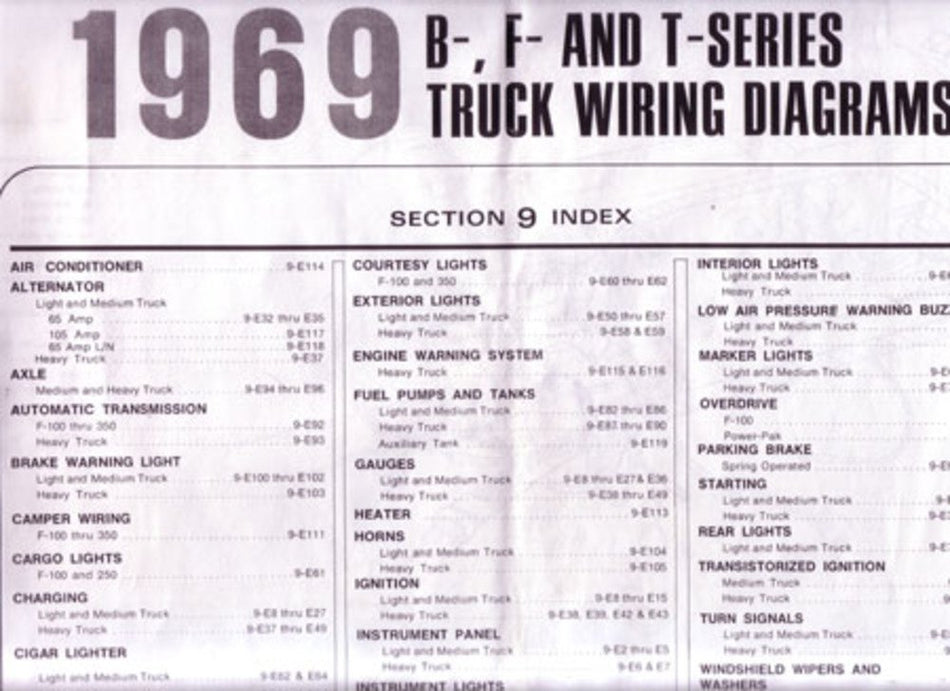 1969
B-, F- AND T-SERIES
TRUCK WIRING DIAGRAMS
SECTION 9 INDEX
AIR CONDITIONER 9-E114
ALTERNATOR
Light and Medium Truck
65 Amp 9-E32 thru E35
105 Amp 9-E117
65 Amp L/N 9-E118
Heavy Truck 9-E37
AXLE
Medium and Heavy Truck 9-E94 thru E96
AUTOMATIC TRANSMISSION
F-100 thru 350 9-E92
Heavy Truck 9-E93
BRAKE WARNING LIGHT
Light and Medium Truck 9-E100 thru E102
Heavy Truck 9-E103
CAMPER WIRING
F-100 thru 350 9-E111
CARGO LIGHTS
F-100 and 250 9-E61
CHARGING
Light and Medium Truck 9-E8 thru E27
Heavy Truck 9-E37 thru E49
CIGAR LIGHTER
Light and Medium Truck 9-E62 & E64
COURTESY LIGHTS
F-100 and 350 9-E60 thru E62
EXTERIOR LIGHTS
Light and Medium Truck 9-E50 thru E57
Heavy Truck 9-E58 & E59
ENGINE WARNING SYSTEM
Heavy Truck 9-E115 & E116
FUEL PUMPS AND TANKS
Light and Medium Truck 9-E82 thru E86
Heavy Truck 9-E87 thru E90
Auxiliary Tank 9-E119
GAUGES
Light and Medium Truck 9-E8 thru E27& E36
Heavy Truck 9-E38 thru E49
HEATER 9-E113
HORNS
Light and Medium Truck 9-E104
Heavy Truck 9-E105
IGNITION
Light and Medium Truck 9-E8 thru E15
Heavy Truck 9-E38, E39, E42 & E43
INSTRUMENT PANEL
Light and Medium Truck 9-E2 thru E5
Heavy Truck 9-E6 & E7
INSTRUMENT LIGHTS
INTERIOR LIGHTS
Light and Medium Truck
Heavy Truck
LOW AIR PRESSURE WARNING BUZ
Light and Medium Truck
Heavy Truck
MARKER LIGHTS
Light and Medium Truck
Heavy Truck
OVERDRIVE
F-100
Power-Pak
PARKING BRAKE
Spring Operated
STARTING
Light and Medium Truck
Heavy Truck
REAR LIGHTS
Light and Medium Truck
TRANSISTORIZED IGNITION
Medium Truck
Heavy Truck
TURN SIGNALS
Light and Medium Truck
Heavy Truck
WINDSHIELD WIPERS AND
WASHERS